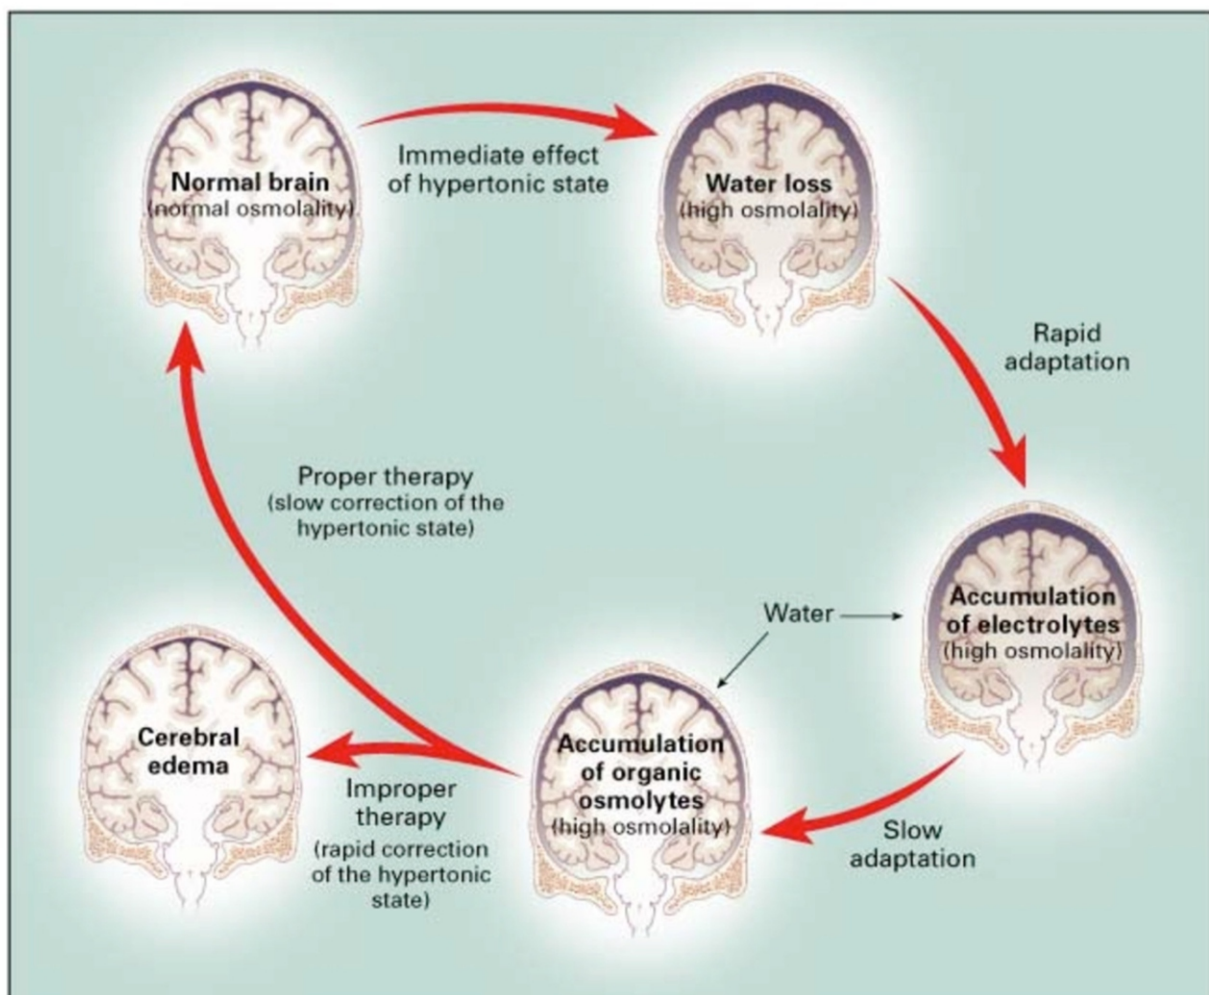 Normal brain
(normal osmolality)
Immediate effect
of hypertonic state
Water loss
(high osmolality)
Rapid
adaptation
Accumulation
of electrolytes
(high osmolality)
Water
Slow
adaptation
Accumulation
of organic
osmolytes
(high osmolality)
Proper therapy
(slow correction of the
hypertonic state)
Improper
therapy
(rapid correction
of the hypertonic
state)
Cerebral
edema